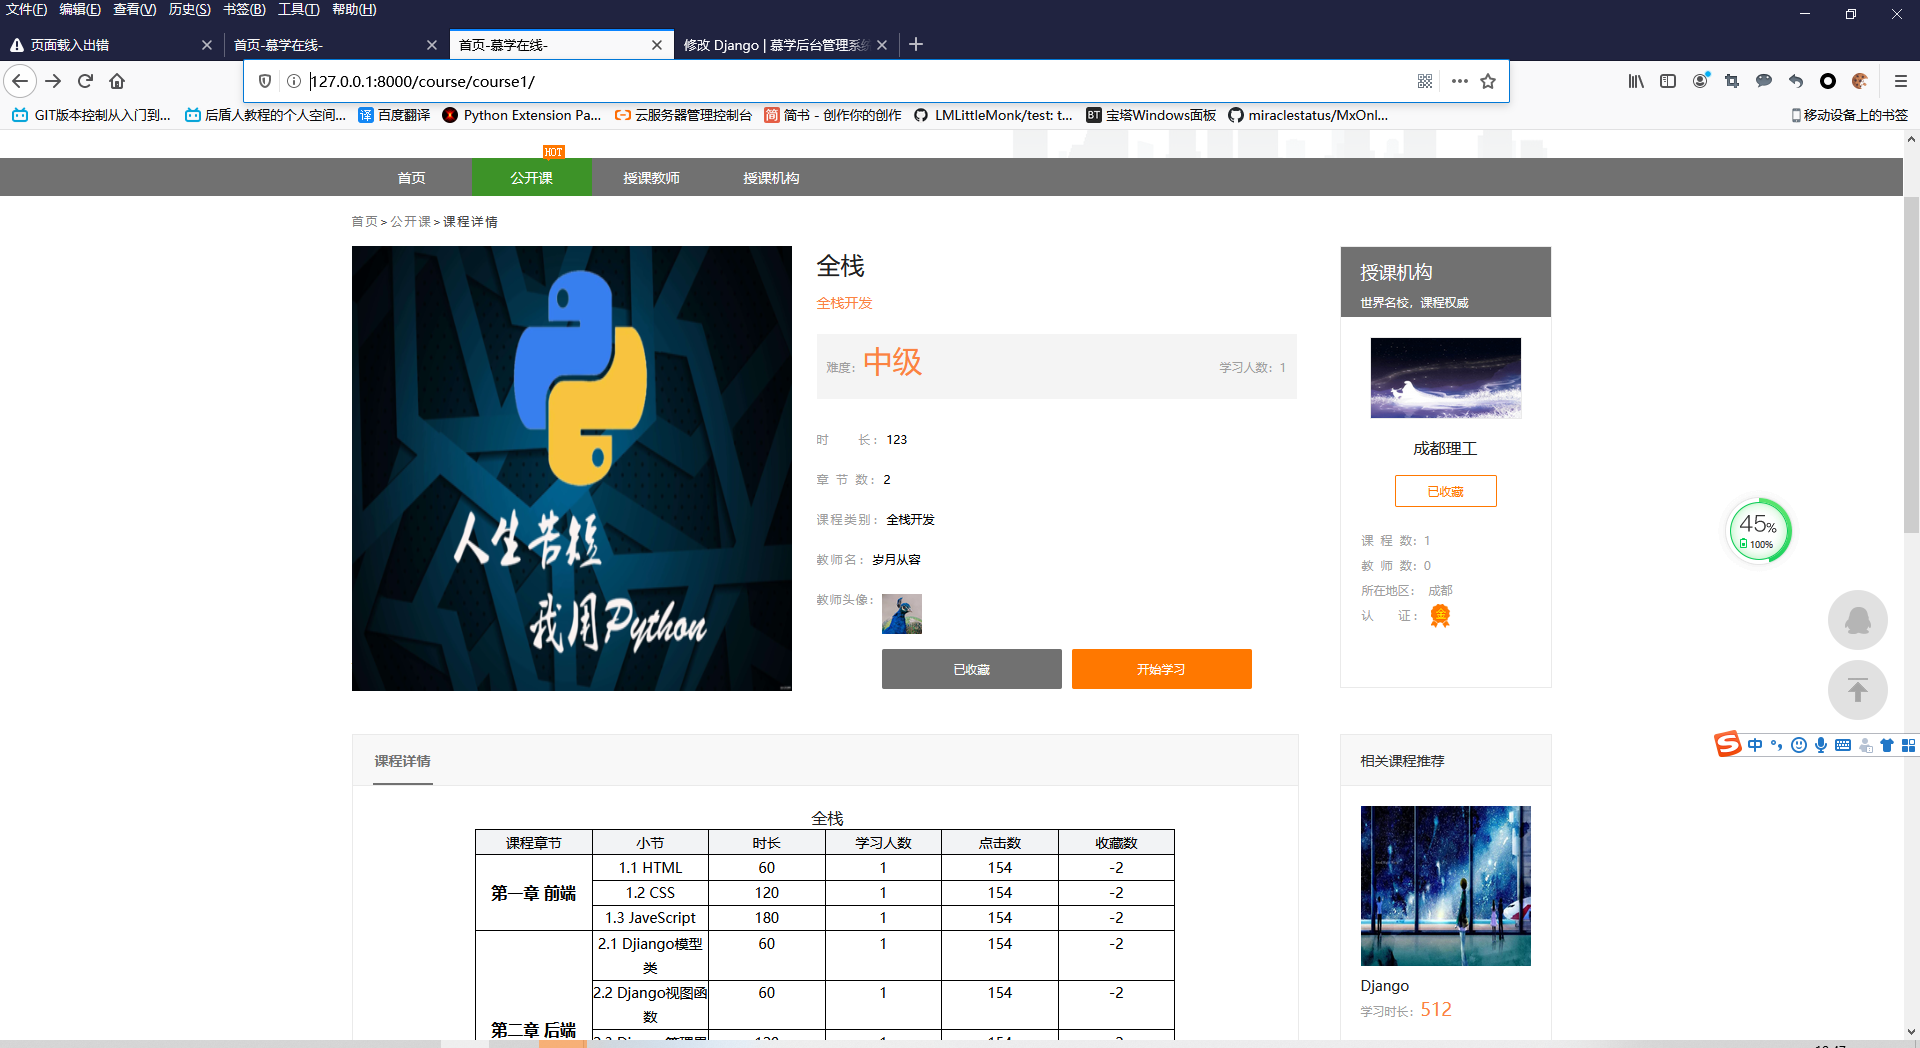 文件(F) 编辑(E) 查看(V) 历史(S) 书签(B) 工具(T) 帮助(H)
页面载入出错 首页-慕学在线- 首页-慕学在线- 修改 Django | 慕学后台管理系统
127.0.0.1:8000/course/course1/
GIT版本控制从入门到... 后盾人教程的个人空间... 译 百度翻译 Python Extension Pa... 云服务器管理控制台 简 简书 - 创作你的创作 LMLittleMonk/test: t... BT 宝塔Windows面板 miraclestatus/MxOnl... 移动设备上的书签
HOT
首页 公开课 授课教师 授课机构
首页 > 公开课 > 课程详情
人生苦短
我用Python
全栈
全栈开发
难度: 中级 学习人数: 1
时 长: 123
章 节 数: 2
课程类别: 全栈开发
教师名: 岁月从容
教师头像:
已收藏 开始学习
授课机构
世界名校，课程权威
成都理工
已收藏
课 程 数: 1
教 师 数: 0
所在地区: 成都
认 证: 金
45%
100%
中
课程详情
全栈
课程章节 小节 时长 学习人数 点击数 收藏数
第一章 前端
1.1 HTML 60 1 154 -2
1.2 CSS 120 1 154 -2
1.3 JaveScript 180 1 154 -2
第二章 后端
2.1 Djiango模型
类 60 1 154 -2
2.2 Django视图函
数 60 1 154 -2
相关课程推荐
Django
学习时长: 512